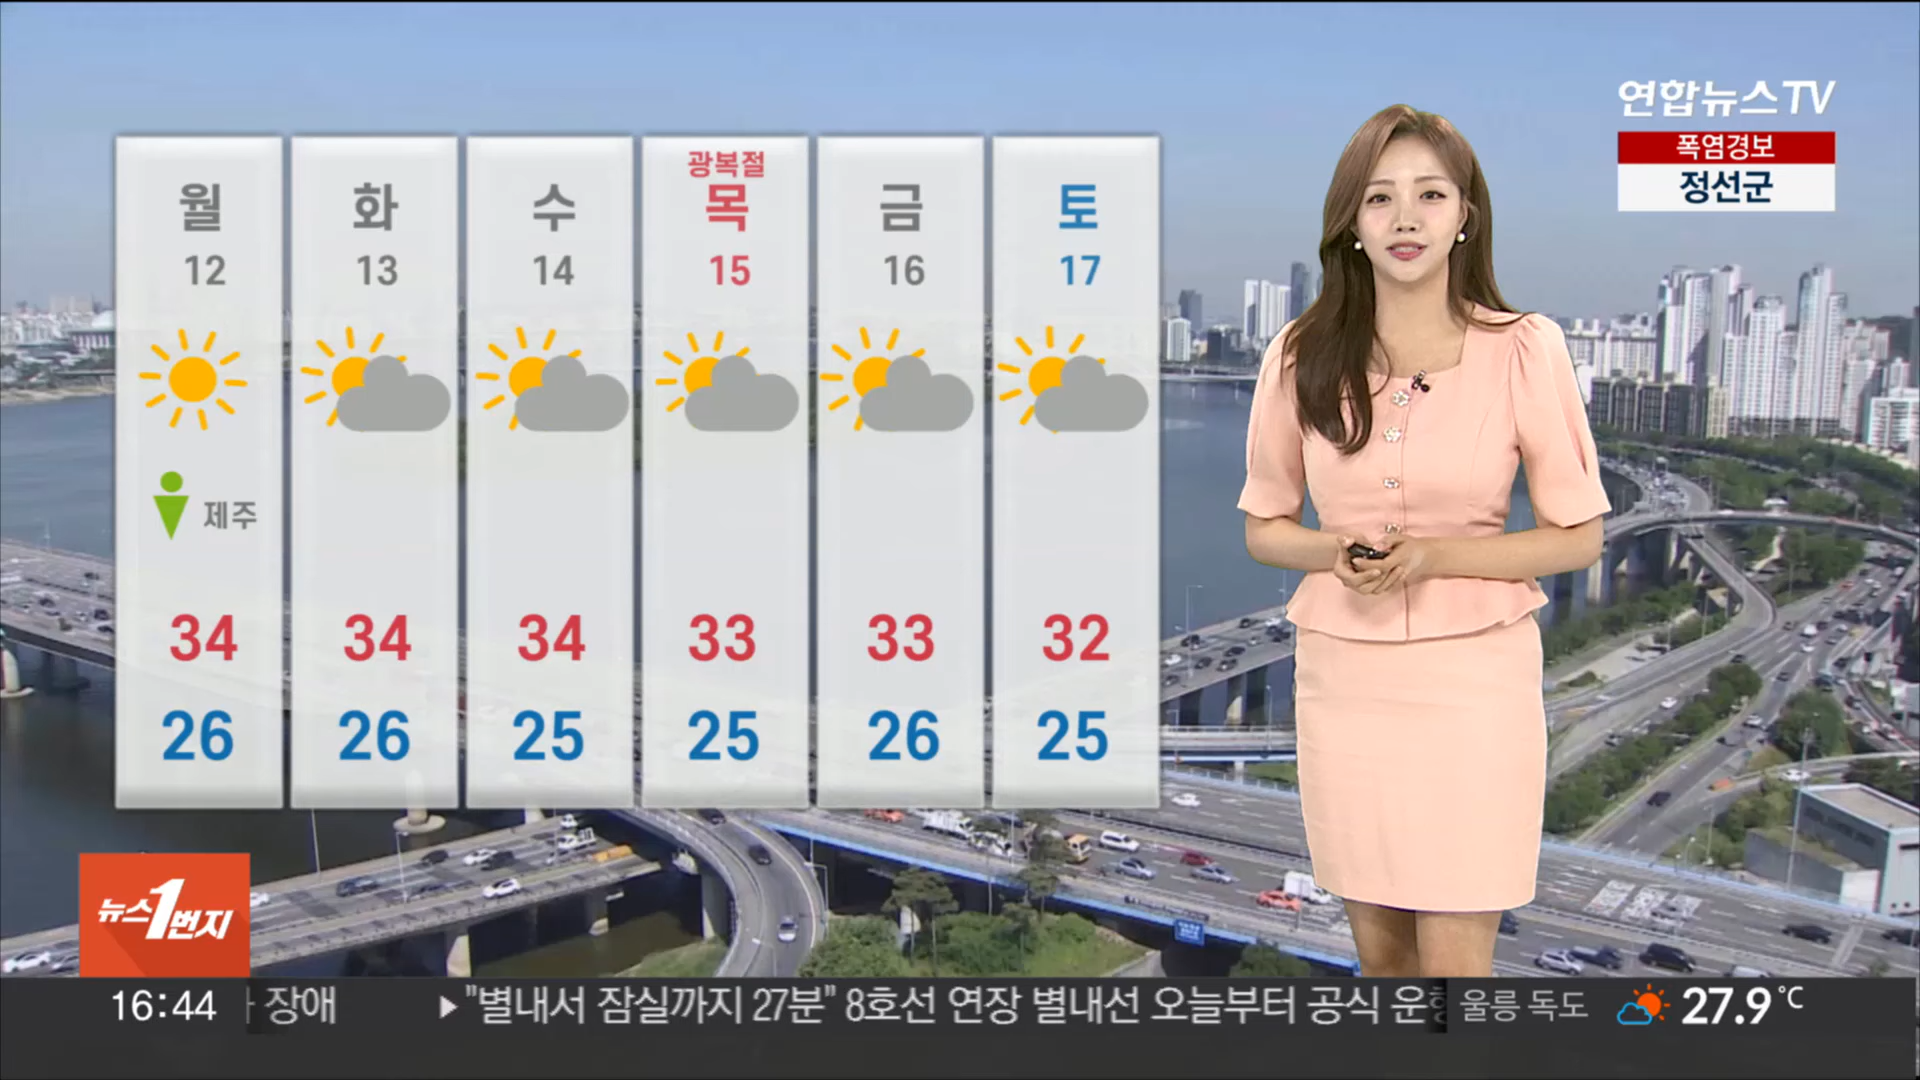 연합뉴스TV
폭염경보
정선군
월 화 수 광복절 목 금 토
12 13 14 15 16 17
제주
34 34 34 33 33 32
26 26 25 25 26 25
뉴스1번지
16:44 장애 ▶"별내서 잠실까지 27분" 8호선 연장 별내선 오늘부터 공식 운행 울릉 독도 27.9℃